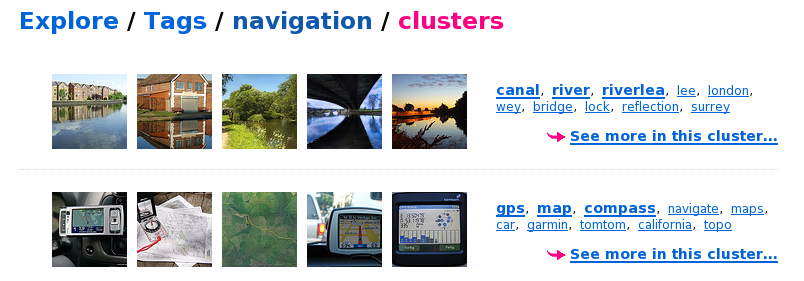 Explore / Tags / navigation / clusters
canal, river, riverlea, lee, london,
wey, bridge, lock, reflection, surrey
See more in this cluster...
gps, map, compass, navigate, maps,
car, garmin, tomtom, california, topo
See more in this cluster...